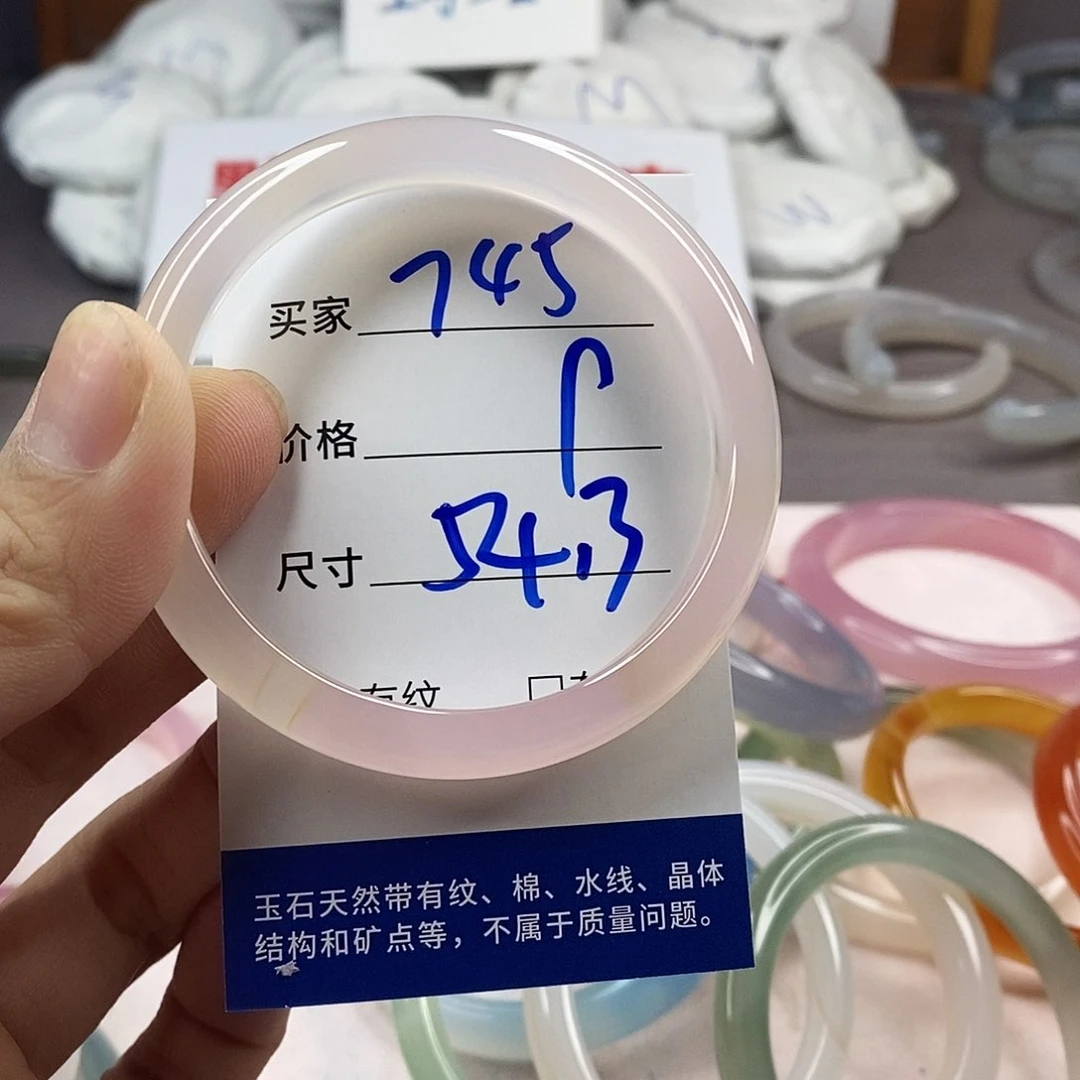 买家 745
价格
尺寸 54.3
有纹 □有
玉石天然带有纹、棉、水线、晶体
结构和矿点等，不属于质量问题。